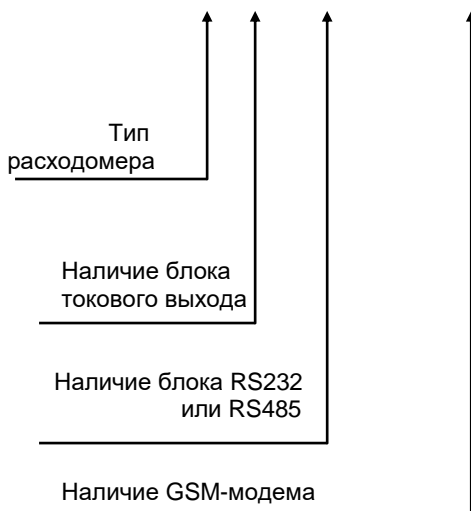 Тип
расходомера
Наличие блока
токового выхода
Наличие блока RS232
или RS485
Наличие GSM-модема